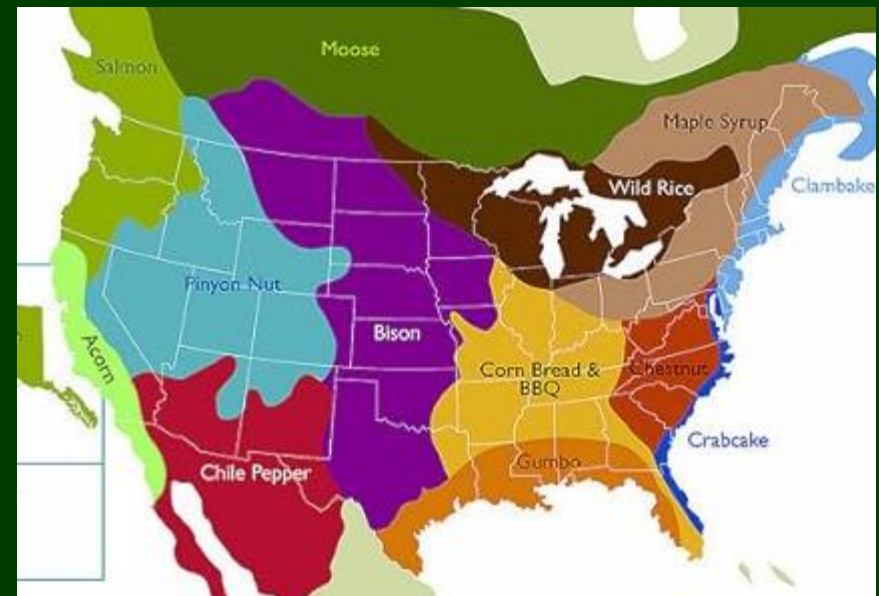 Moose
Salmon
Maple Syrup
Wild Rice
Clambake
Pinyon Nut
Bison
Acorn
Corn Bread &
BBQ
Chestnut
Crabcake
Gumbo
Chile Pepper